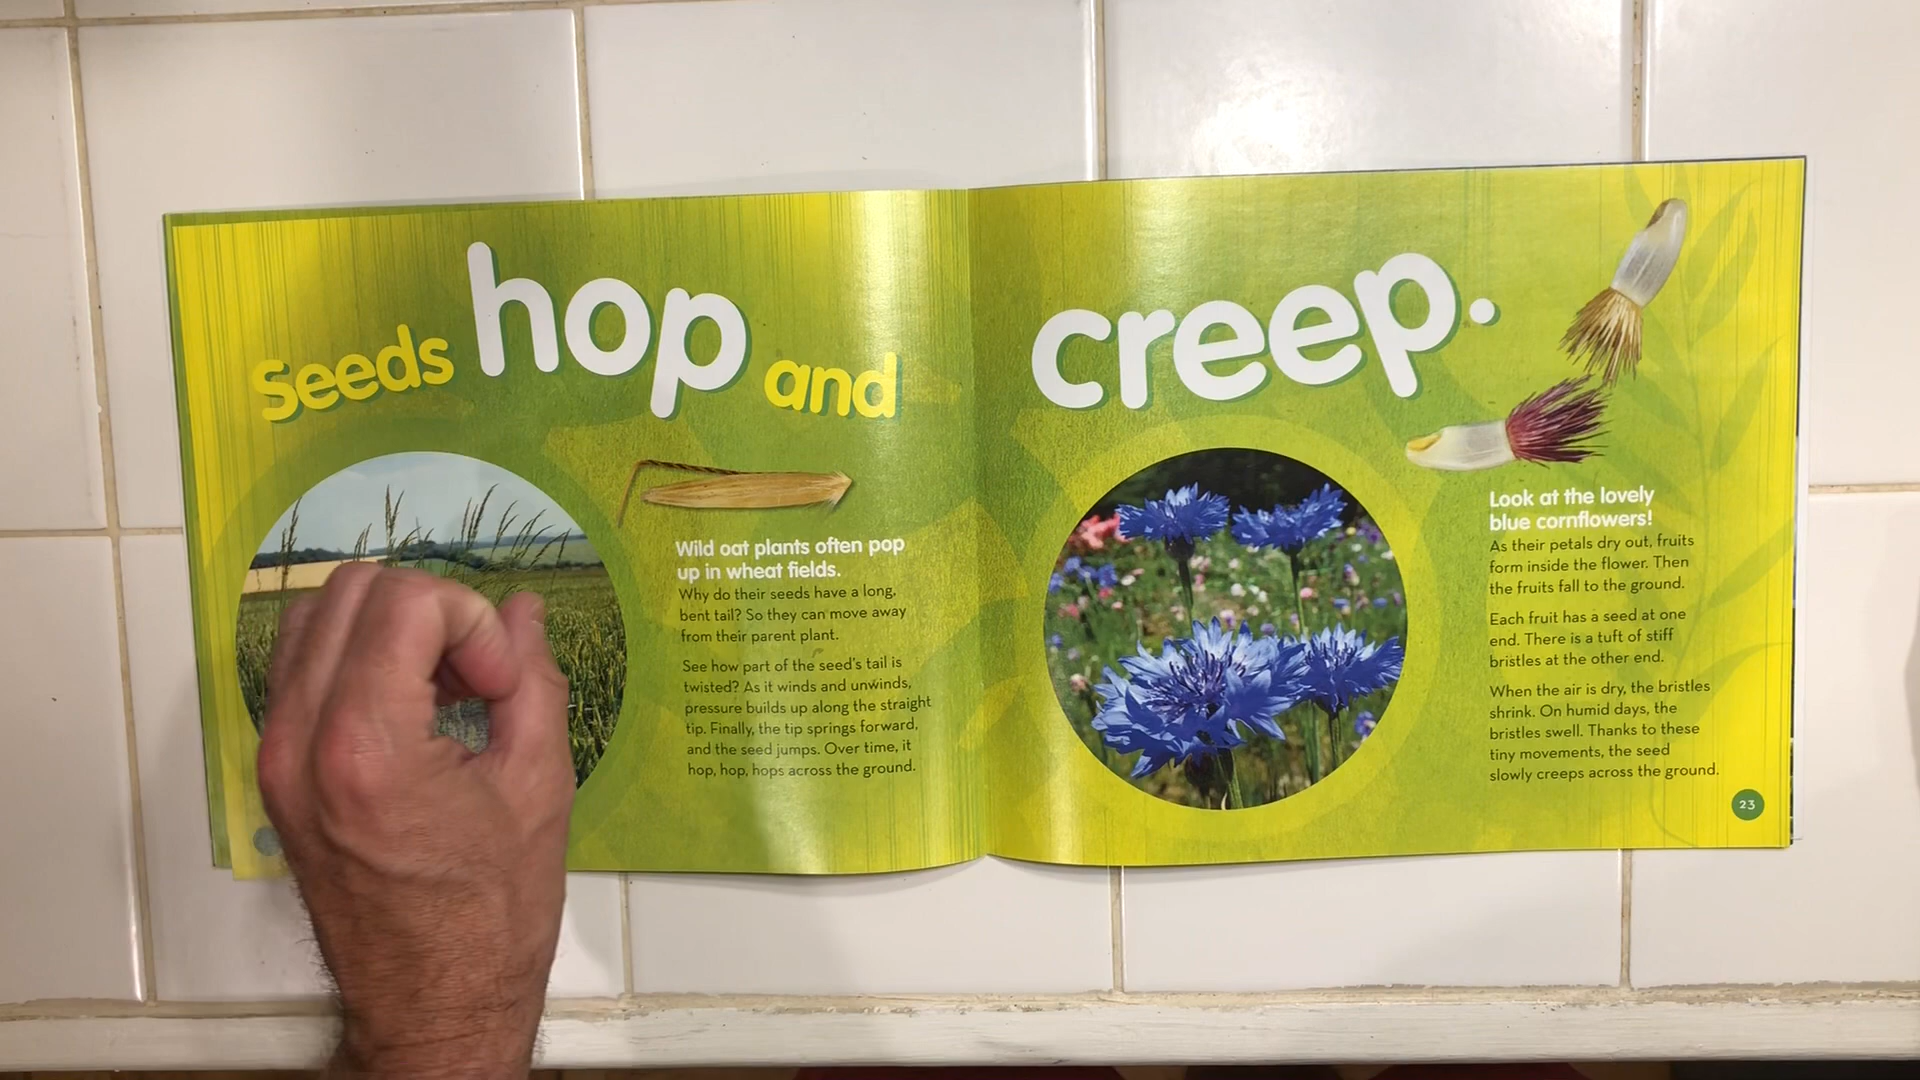 Seeds hop and creep.
Wild oat plants often pop
up in wheat fields.
Why do their seeds have a long,
bent tail? So they can move away
from their parent plant.
See how part of the seed's tail is
twisted? As it winds and unwinds,
pressure builds up along the straight
tip. Finally, the tip springs forward,
and the seed jumps. Over time, it
hop, hop, hops across the ground.
Look at the lovely
blue cornflowers!
As their petals dry out, fruits
form inside the flower. Then
the fruits fall to the ground.
Each fruit has a seed at one
end. There is a tuft of stiff
bristles at the other end.
When the air is dry, the bristles
shrink. On humid days, the
bristles swell. Thanks to these
tiny movements, the seed
slowly creeps across the ground.
23